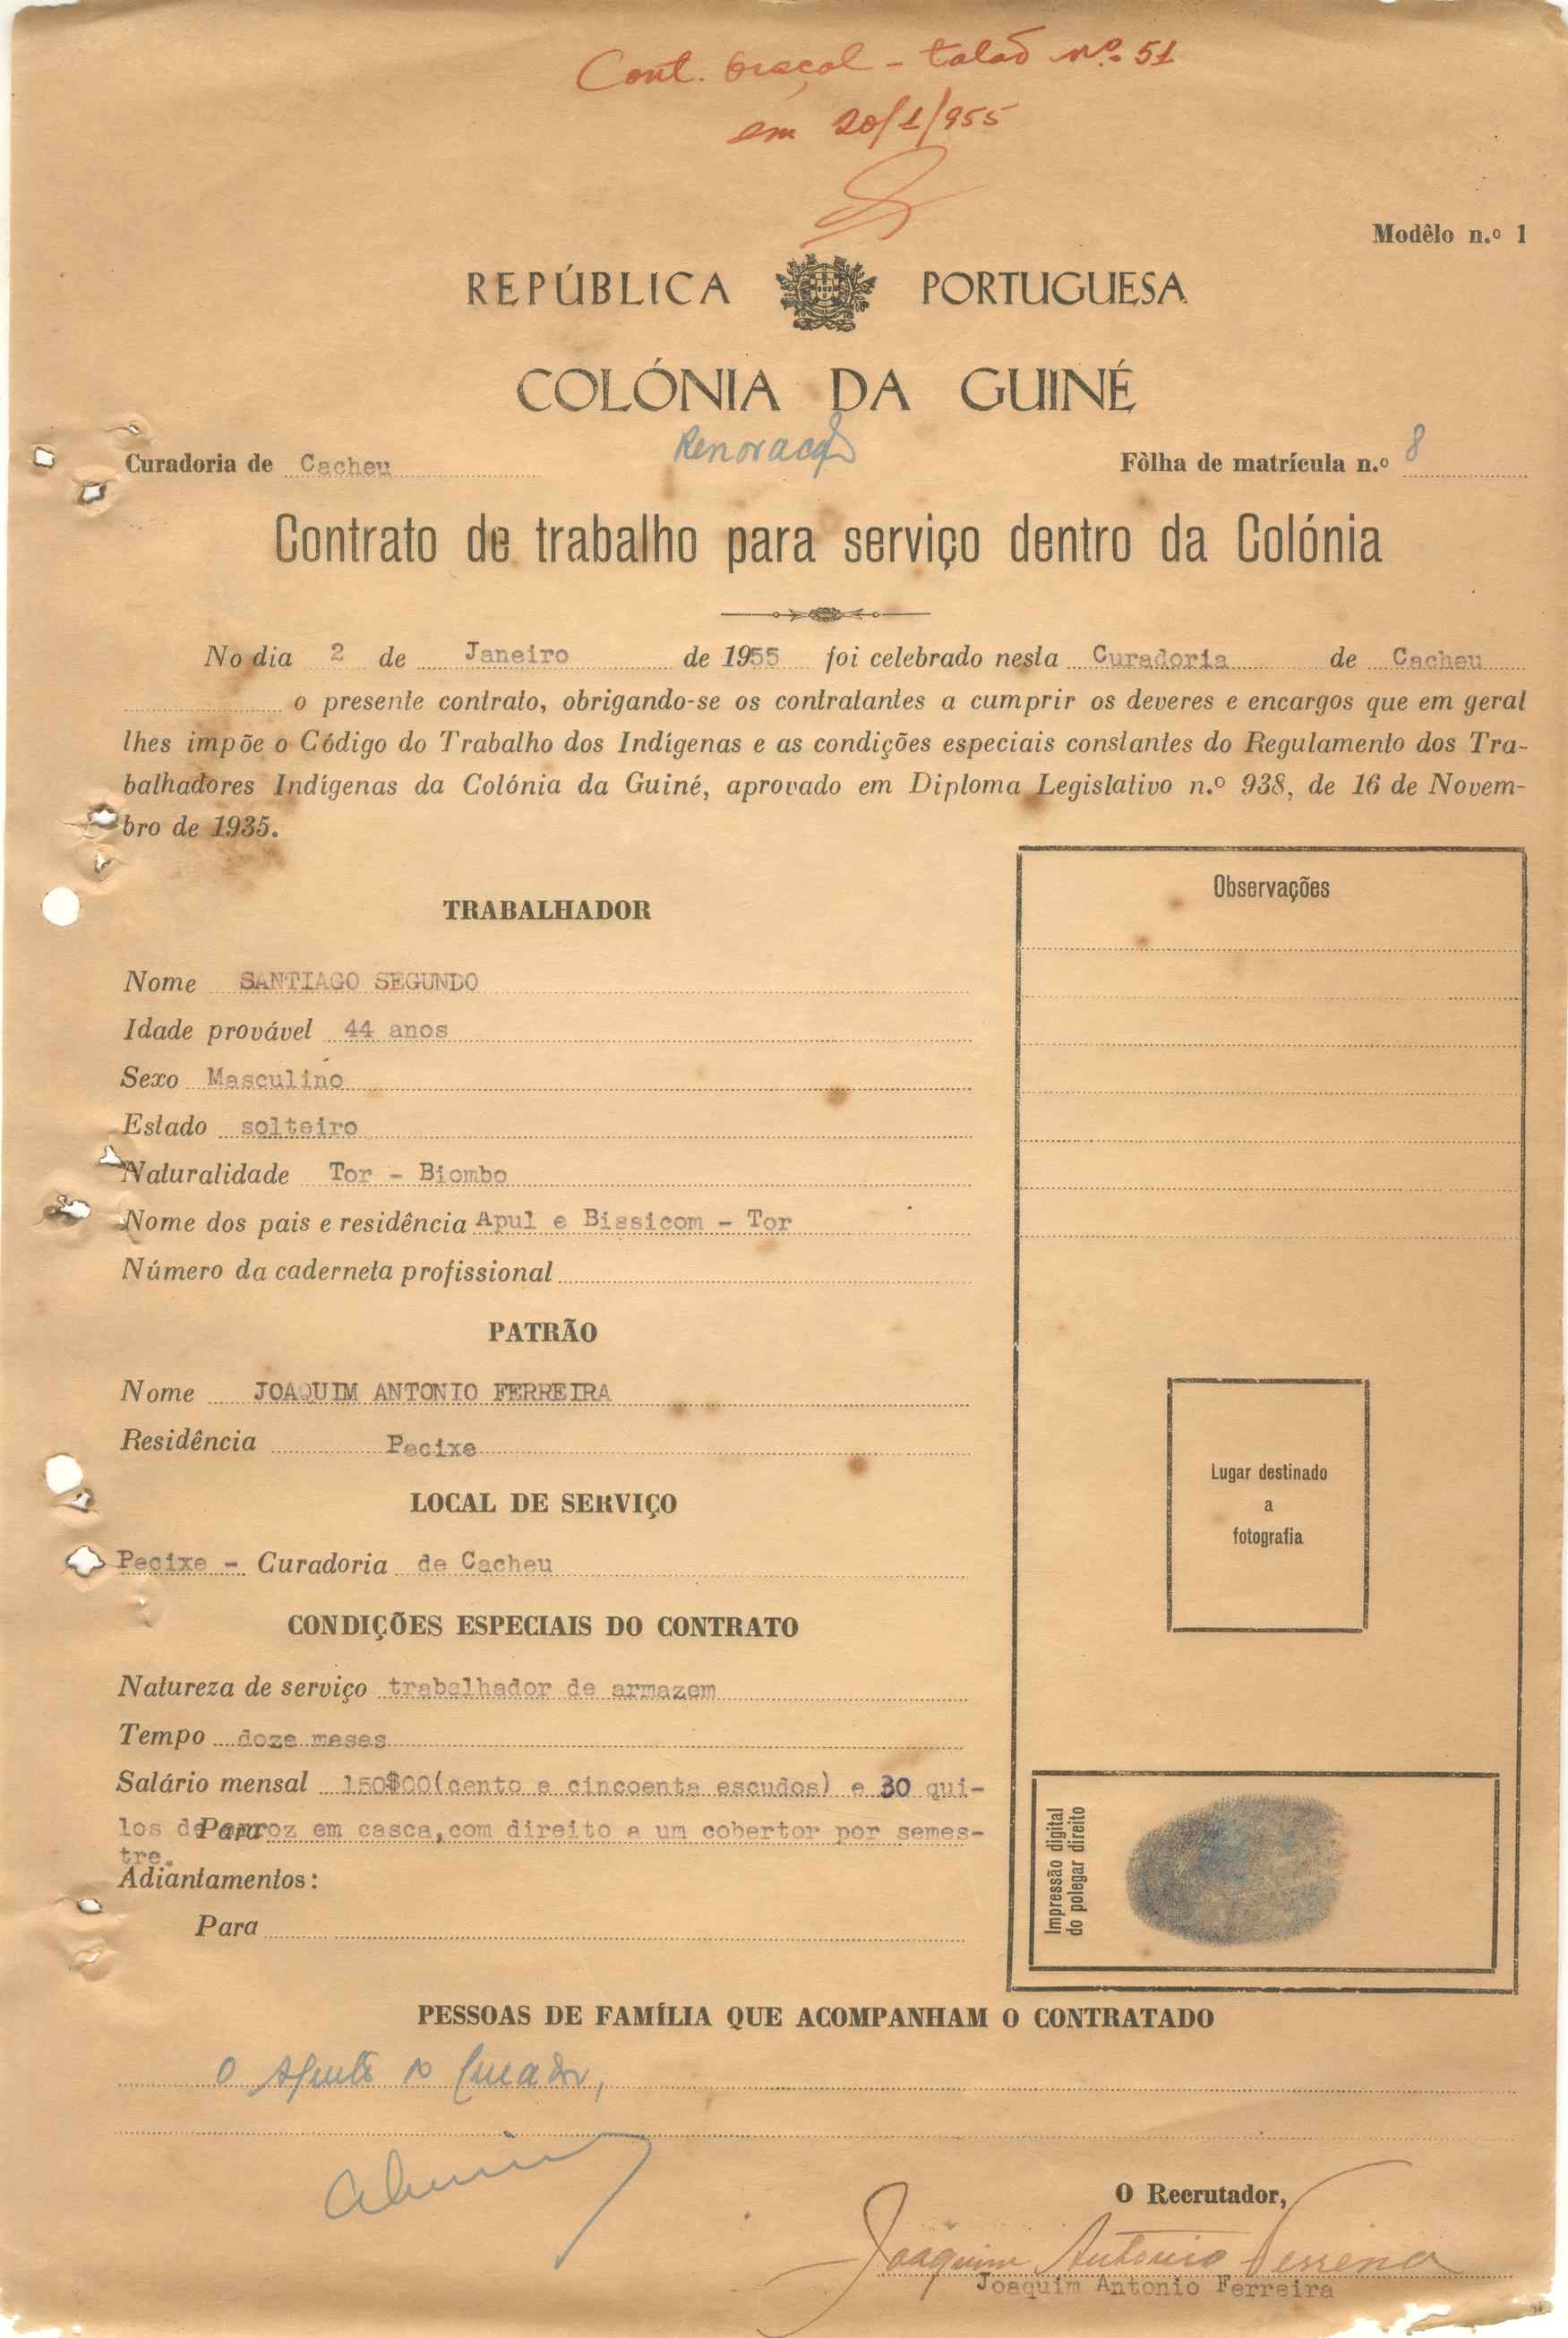 Cont. braçal - talão nº. 51
em 20/1/955
Modêlo n.º 1
REPÚBLICA PORTUGUESA
COLÓNIA DA GUINÉ
Renovação
Curadoria de Cacheu
Fôlha de matrícula n.º 8
Contrato de trabalho para serviço dentro da Colónia
No dia 2 de Janeiro de 1955 foi celebrado nesta Curadoria de Cacheu
o presente contrato, obrigando-se os contratantes a cumprir os deveres e encargos que em geral
lhes impõe o Código do Trabalho dos Indígenas e as condições especiais constantes do Regulamento dos Tra-
balhadores Indígenas da Colónia da Guiné, aprovado em Diploma Legislativo n.º 938, de 16 de Novem-
bro de 1935.
TRABALHADOR
Nome SANTIAGO SEGUNDO
Idade provável 44 anos
Sexo Masculino
Estado solteiro
Naturalidade Tor - Biombo
Nome dos pais e residência Apul e Bissicom - Tor
Número da caderneta profissional
PATRÃO
Nome JOAQUIM ANTONIO FERREIRA
Residência Pecixe
LOCAL DE SERVIÇO
Pecixe - Curadoria de Cacheu
CONDIÇÕES ESPECIAIS DO CONTRATO
Natureza de serviço trabalhador de armazem
Tempo doze meses
Salário mensal 150$00(cento e cincoenta escudos) e 30 qui-
los de arroz em casca,com direito a um cobertor por semes-
Para
tre.
Adiantamentos:
Para
Observações
Lugar destinado
a
fotografia
Impressão digital
do polegar direito
PESSOAS DE FAMÍLIA QUE ACOMPANHAM O CONTRATADO
O Agente do Curador,
O Recrutador,
Joaquim Antonio Ferreira
Joaquim Antonio Ferreira